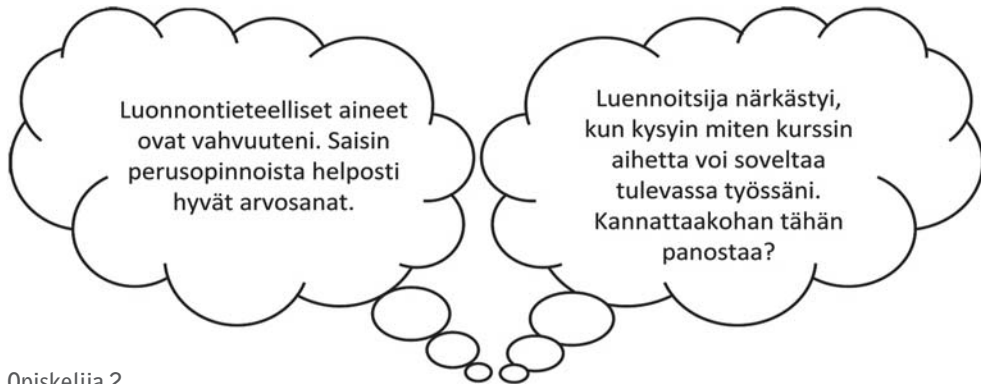 Luonnontieteelliset aineet
ovat vahvuuteni. Saisin
perusopinnoista helposti
hyvät arvosanat.
Luennoitsija närkästyi,
kun kysyin miten kurssin
aihetta voi soveltaa
tulevassa työssäni.
Kannattaakohan tähän
panostaa?
Opiskelija 2